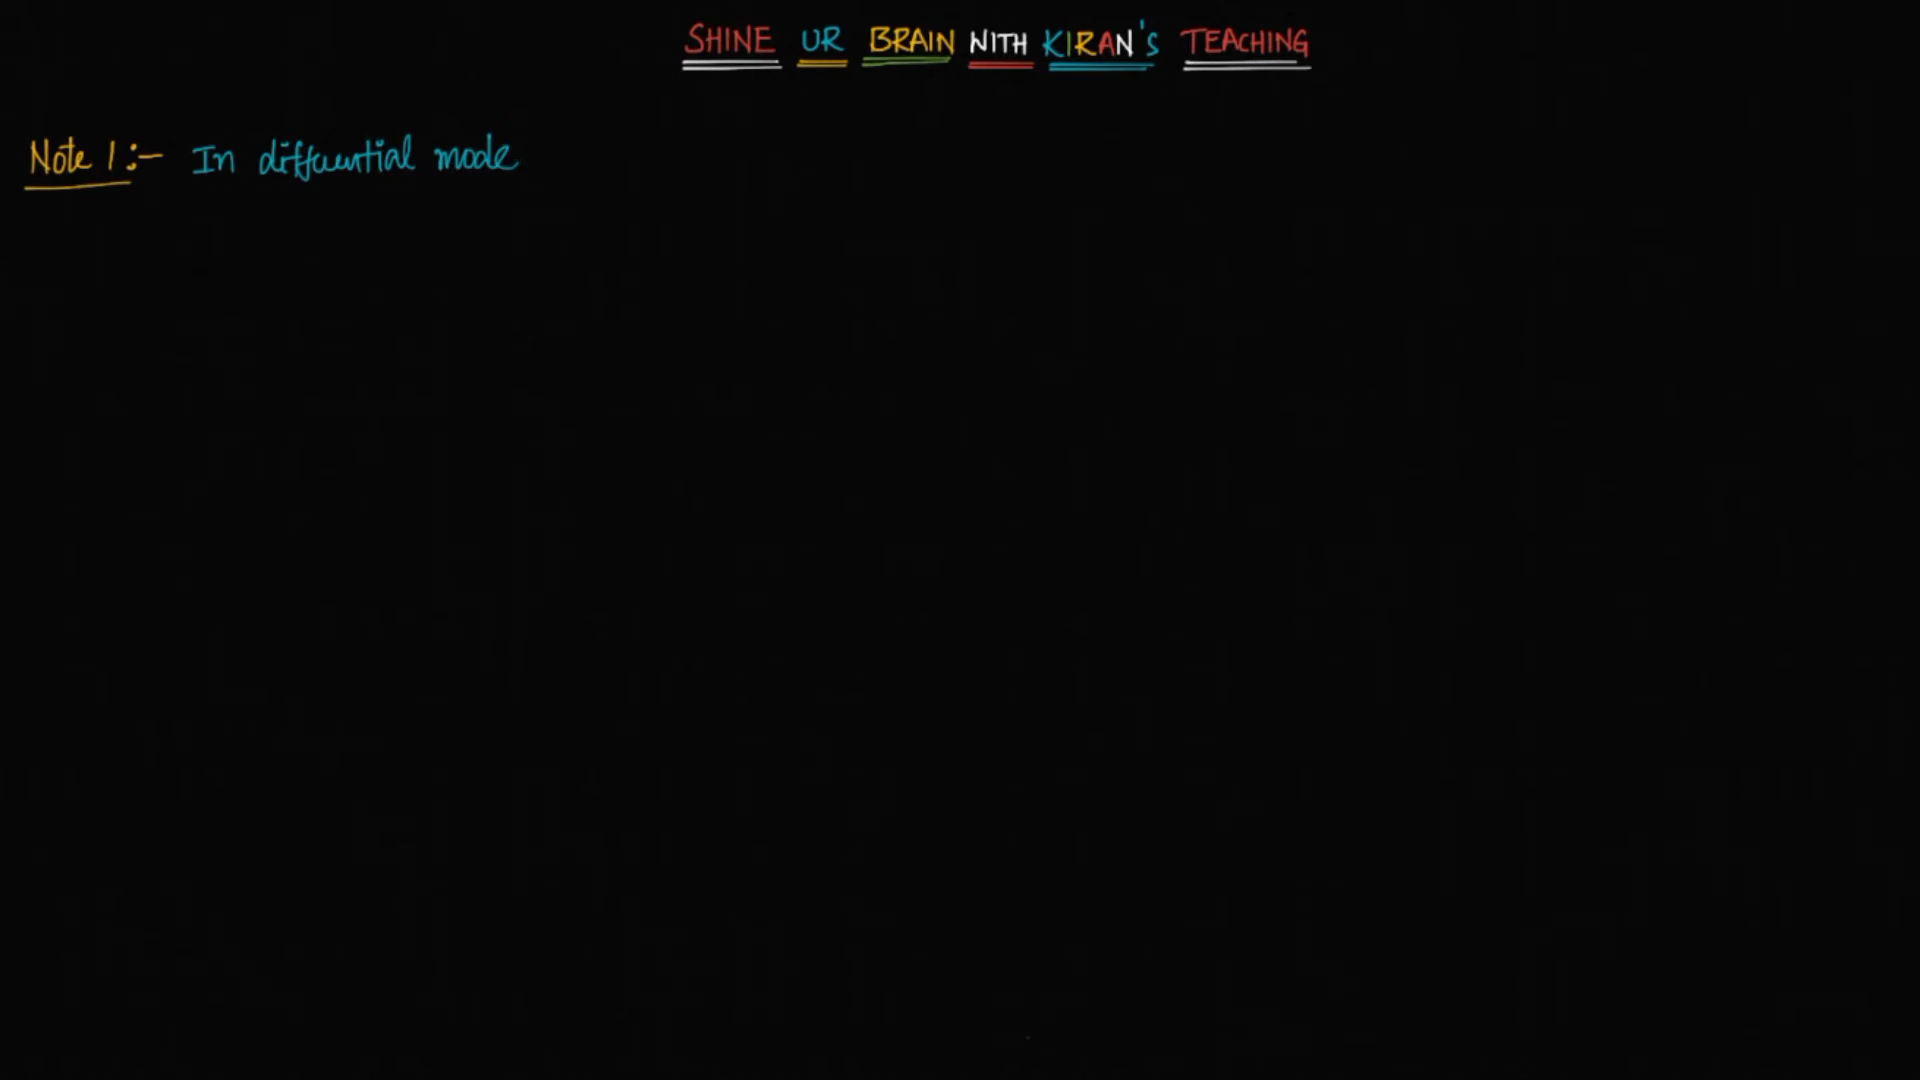 SHINE UR BRAIN WITH KIRAN'S TEACHING
Note 1 :- In differential mode